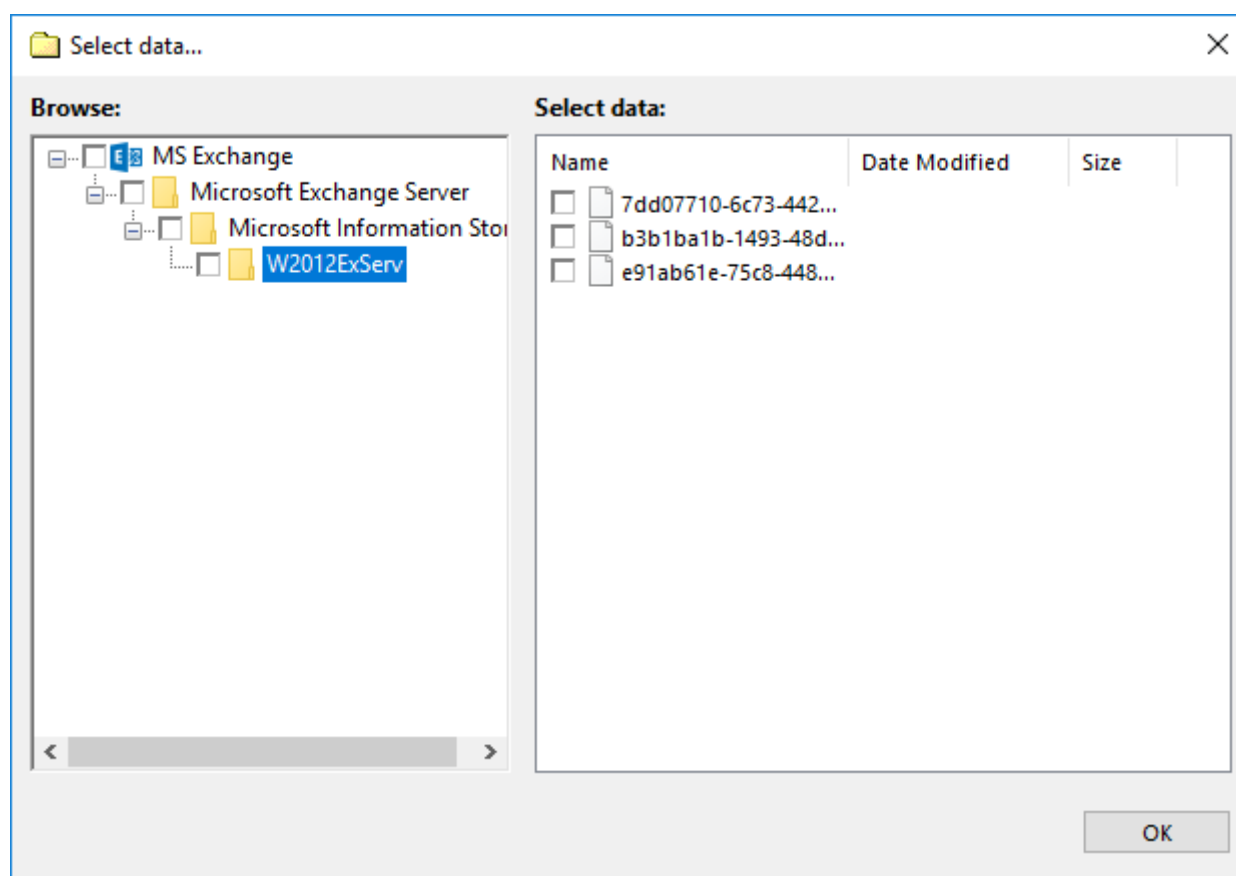 Select data...
Browse:
Select data:
MS Exchange
Microsoft Exchange Server
Microsoft Information Stor
W2012ExServ
Name Date Modified Size
7dd07710-6c73-442...
b3b1ba1b-1493-48d...
e91ab61e-75c8-448...
OK